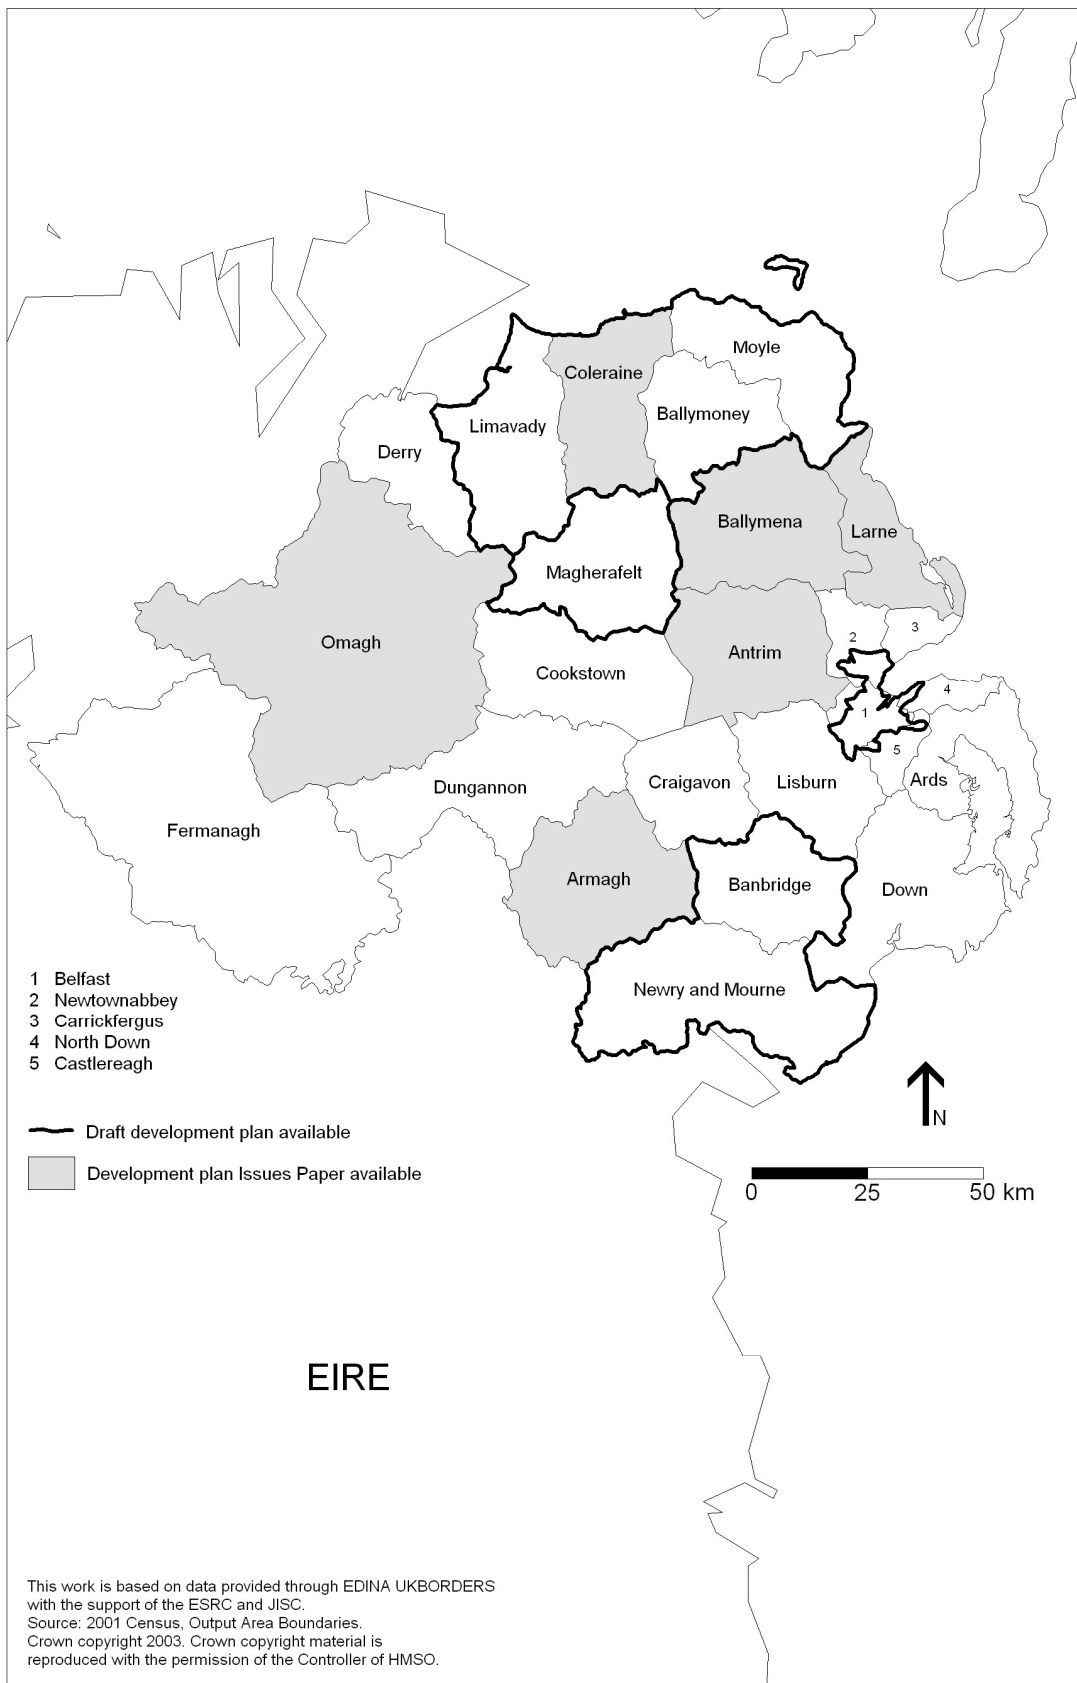 Moyle
Coleraine
Ballymoney
Limavady
Derry
Ballymena
Larne
Magherafelt
Omagh
2
3
Antrim
Cookstown
4
1
5
Ards
Dungannon
Craigavon
Lisburn
Fermanagh
Armagh
Banbridge
Down
Newry and Mourne
1 Belfast
2 Newtownabbey
3 Carrickfergus
4 North Down
5 Castlereagh
N
Draft development plan available
Development plan Issues Paper available
0 25 50 km
EIRE
This work is based on data provided through EDINA UKBORDERS
with the support of the ESRC and JISC.
Source: 2001 Census, Output Area Boundaries.
Crown copyright 2003. Crown copyright material is
reproduced with the permission of the Controller of HMSO.